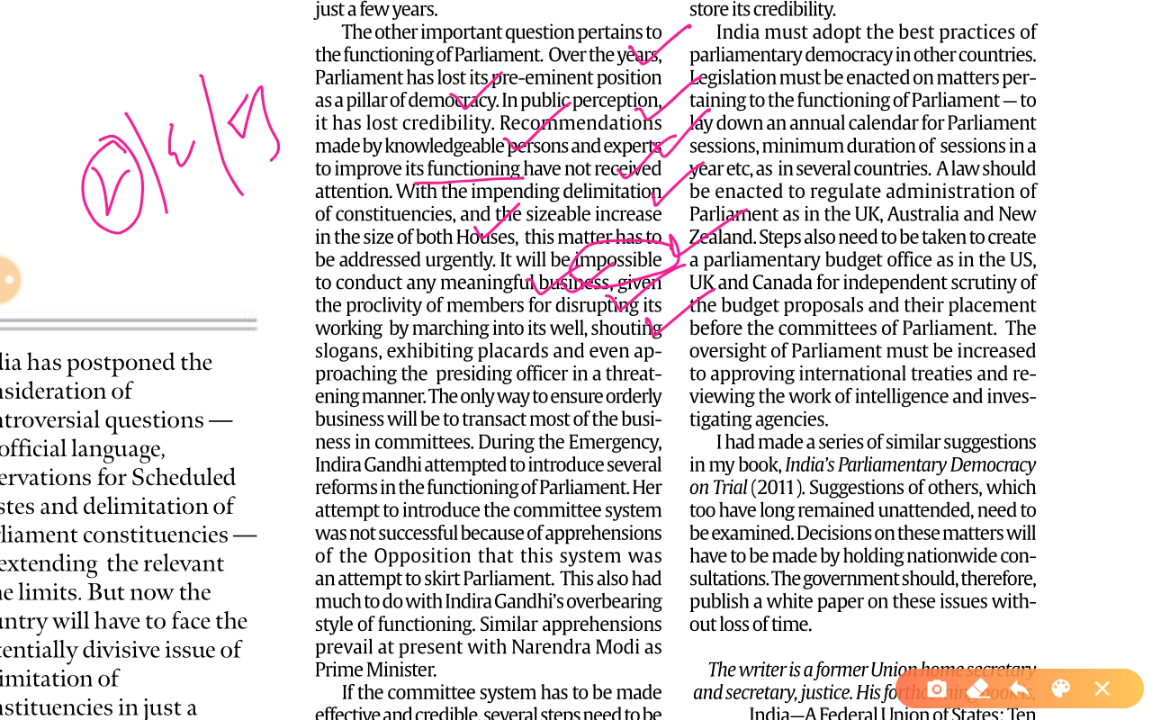 dia has postponed the
nsideration of
ntroversial questions —
official language,
ervations for Scheduled
stes and delimitation of
rliament constituencies —
extending the relevant
e limits. But now the
untry will have to face the
tentially divisive issue of
imitation of
nstituencies in just a
just a few years.
The other important question pertains to
the functioning of Parliament. Over the years,
Parliament has lost its pre-eminent position
as a pillar of democracy. In public perception,
it has lost credibility. Recommendations
made by knowledgeable persons and experts
to improve its functioning have not received
attention. With the impending delimitation
of constituencies, and the sizeable increase
in the size of both Houses, this matter has to
be addressed urgently. It will be impossible
to conduct any meaningful business, given
the proclivity of members for disrupting its
working by marching into its well, shouting
slogans, exhibiting placards and even ap-
proaching the presiding officer in a threat-
ening manner. The only way to ensure orderly
business will be to transact most of the busi-
ness in committees. During the Emergency,
Indira Gandhi attempted to introduce several
reforms in the functioning of Parliament. Her
attempt to introduce the committee system
was not successful because of apprehensions
of the Opposition that this system was
an attempt to skirt Parliament. This also had
much to do with Indira Gandhi's overbearing
style of functioning. Similar apprehensions
prevail at present with Narendra Modi as
Prime Minister.
If the committee system has to be made
effective and credible, several steps need to be
store its credibility.
India must adopt the best practices of
parliamentary democracy in other countries.
Legislation must be enacted on matters per-
taining to the functioning of Parliament — to
lay down an annual calendar for Parliament
sessions, minimum duration of sessions in a
year etc, as in several countries. A law should
be enacted to regulate administration of
Parliament as in the UK, Australia and New
Zealand. Steps also need to be taken to create
a parliamentary budget office as in the US,
UK and Canada for independent scrutiny of
the budget proposals and their placement
before the committees of Parliament. The
oversight of Parliament must be increased
to approving international treaties and re-
viewing the work of intelligence and inves-
tigating agencies.
I had made a series of similar suggestions
in my book, India's Parliamentary Democracy
on Trial (2011). Suggestions of others, which
too have long remained unattended, need to
be examined. Decisions on these matters will
have to be made by holding nationwide con-
sultations. The government should, therefore,
publish a white paper on these issues with-
out loss of time.
The writer is a former Union home secretary
and secretary, justice. His
India—A Federal Union of States: Ten